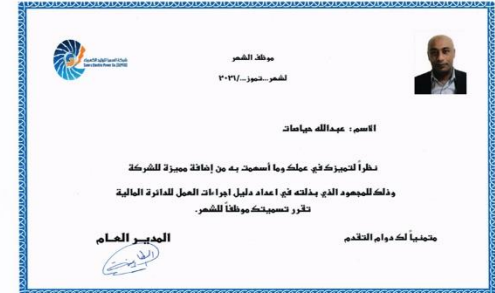 موظف الشهر
لشهر...تموز.../٢٠٢١
الاسم: عبدالله حياصات
نظراً لتميزك في عملك وما أسهمت به من إضافة مميزة للشركة
وذلك للمجهود الذي بذلته في اعداد دليل اجراءات العمل للدائرة المالية
تقرر تسميتك موظفاً للشهر.
متمنياً لك دوام التقدم
المدير العام